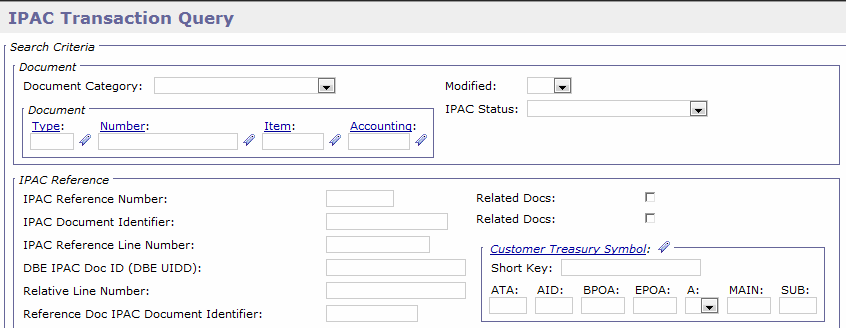 IPAC Transaction Query
Search Criteria
Document
Document Category:
Modified:
IPAC Status:
Document
Type: Number: Item: Accounting:
IPAC Reference
IPAC Reference Number:
IPAC Document Identifier:
IPAC Reference Line Number:
DBE IPAC Doc ID (DBE UIDD):
Relative Line Number:
Reference Doc IPAC Document Identifier:
Related Docs:
Related Docs:
Customer Treasury Symbol:
Short Key:
ATA: AID: BPOA: EPOA: A: MAIN: SUB: